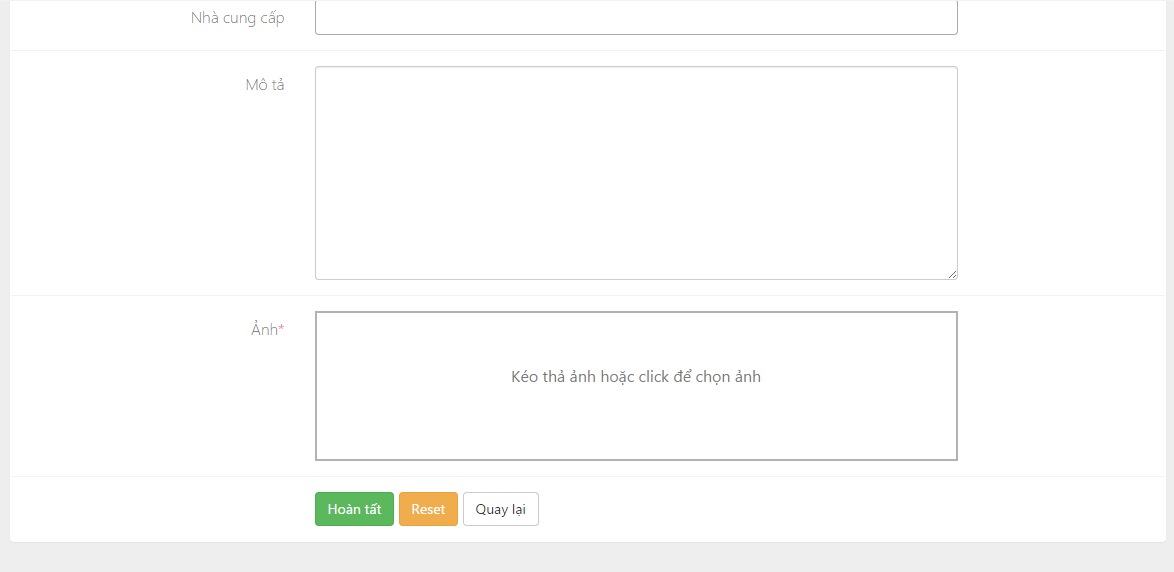 Nhà cung cấp
Mô tả
Ảnh*
Kéo thả ảnh hoặc click để chọn ảnh
Hoàn tất Reset Quay lại